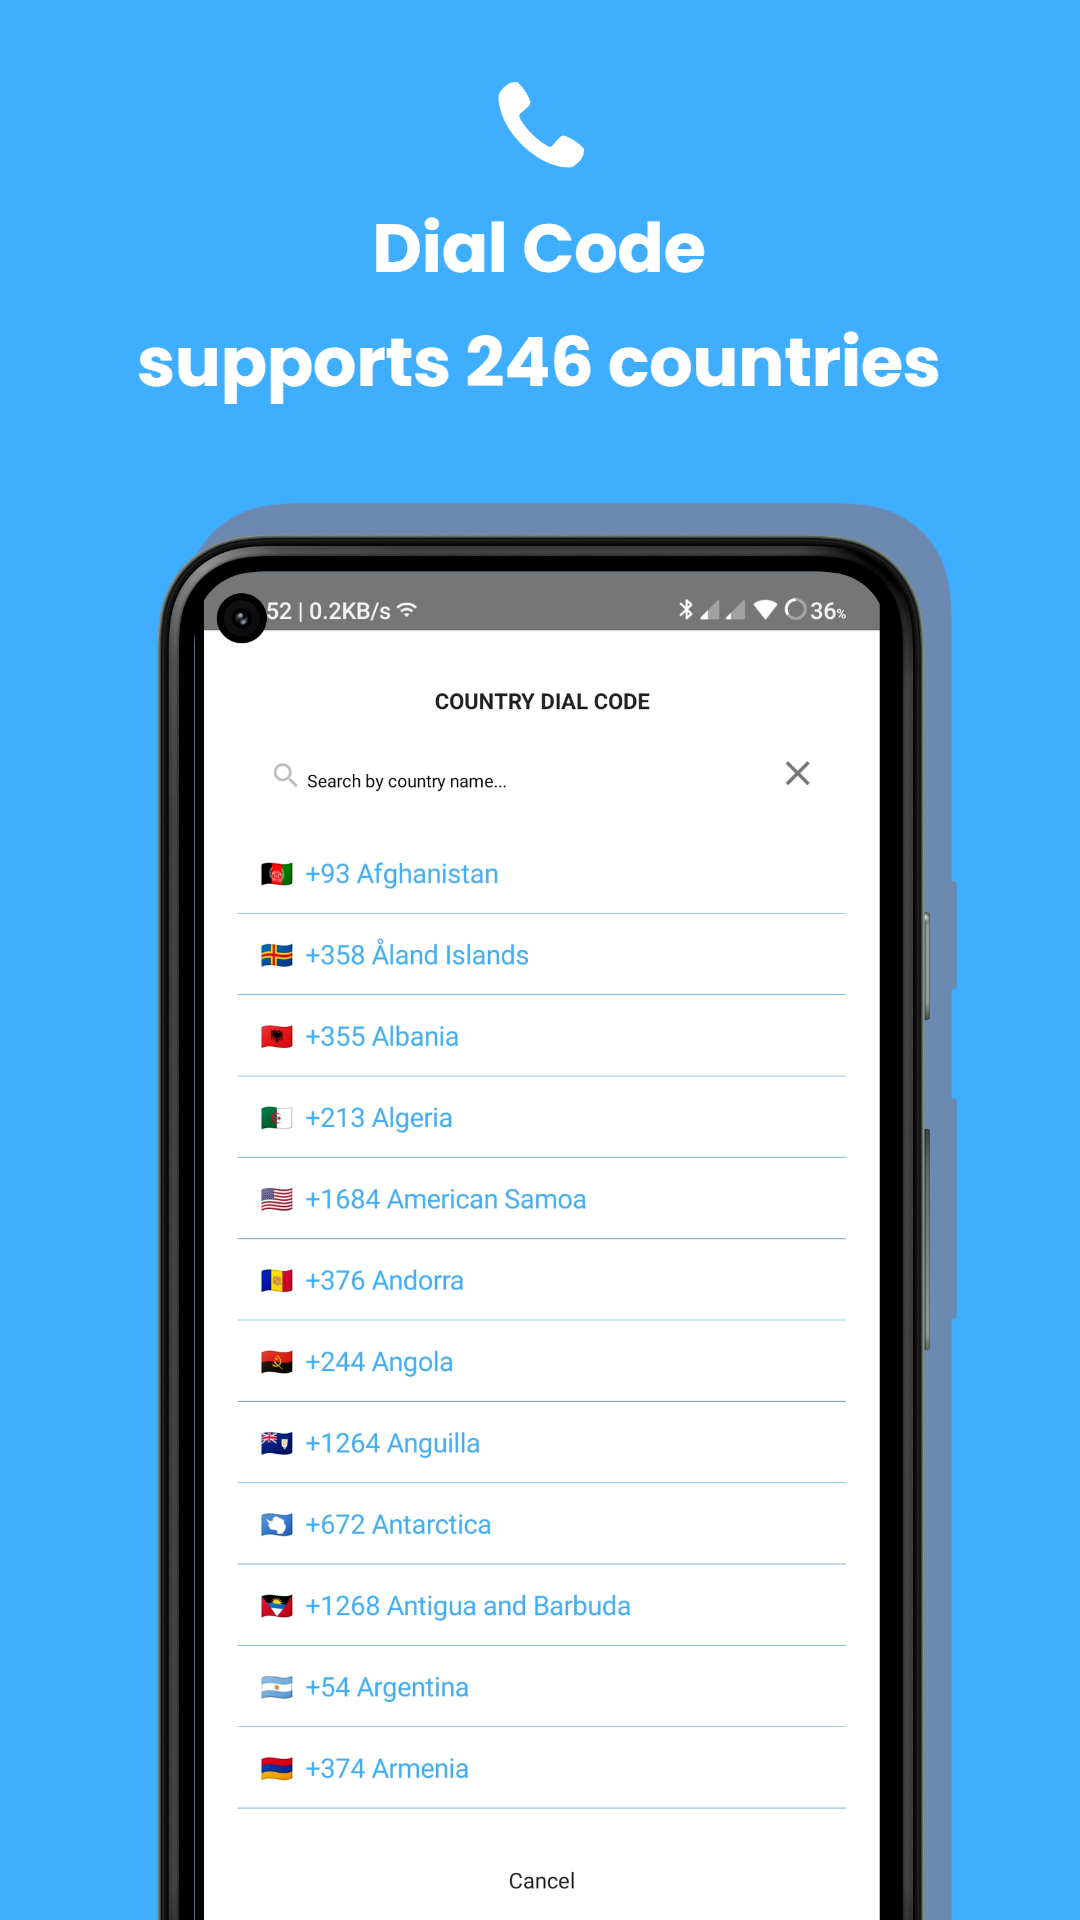 Dial Code
supports 246 countries
52 | 0.2KB/s 36%
COUNTRY DIAL CODE
Search by country name...
+93 Afghanistan
+358 Åland Islands
+355 Albania
+213 Algeria
+1684 American Samoa
+376 Andorra
+244 Angola
+1264 Anguilla
+672 Antarctica
+1268 Antigua and Barbuda
+54 Argentina
+374 Armenia
Cancel